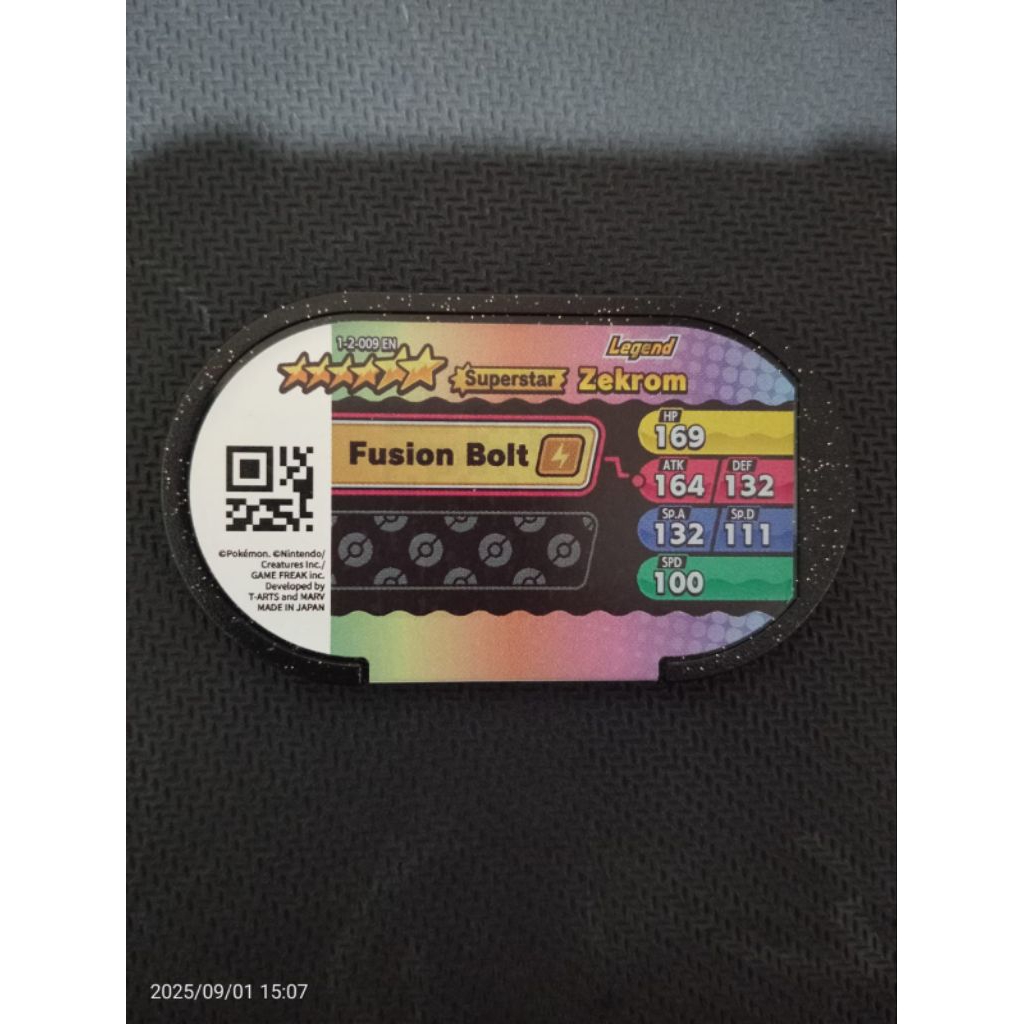 1-2-009 EN
Legend
Superstar Zekrom
Fusion Bolt
HP
169
ATK DEF
164 132
Sp.A Sp.D
132 111
SPD
100
©Pokémon. ©Nintendo/
Creatures Inc./
GAME FREAK inc.
Developed by
T-ARTS and MARV
MADE IN JAPAN
2025/09/01 15:07